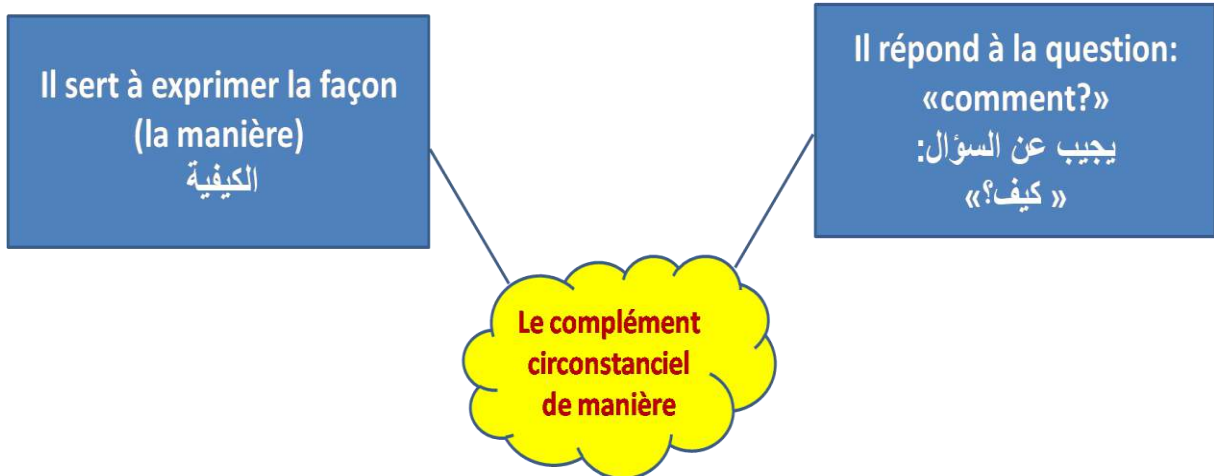 Il sert à exprimer la façon
(la manière)
الكيفية
Il répond à la question:
«comment?»
يجيب عن السؤال:
« كيف؟»
Le complément
circonstanciel
de manière